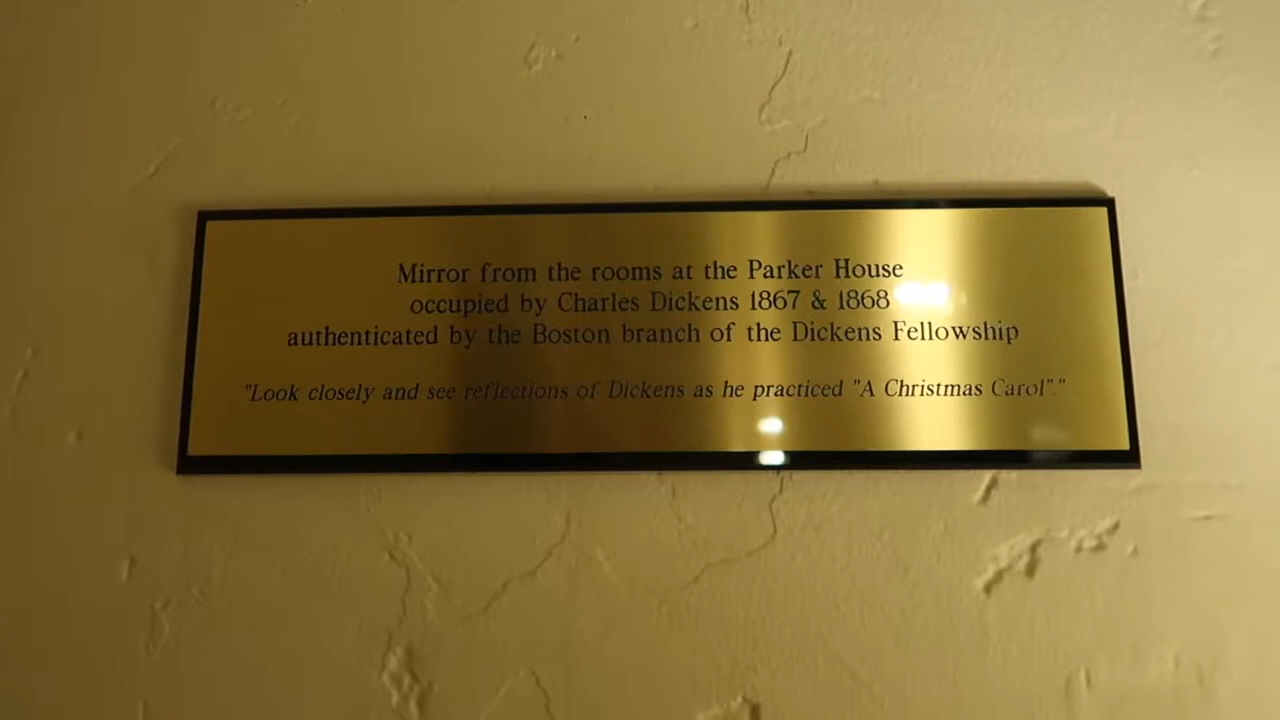 Mirror from the rooms at the Parker House
occupied by Charles Dickens 1867 & 1868
authenticated by the Boston branch of the Dickens Fellowship
"Look closely and see reflections of Dickens as he practiced "A Christmas Carol"."